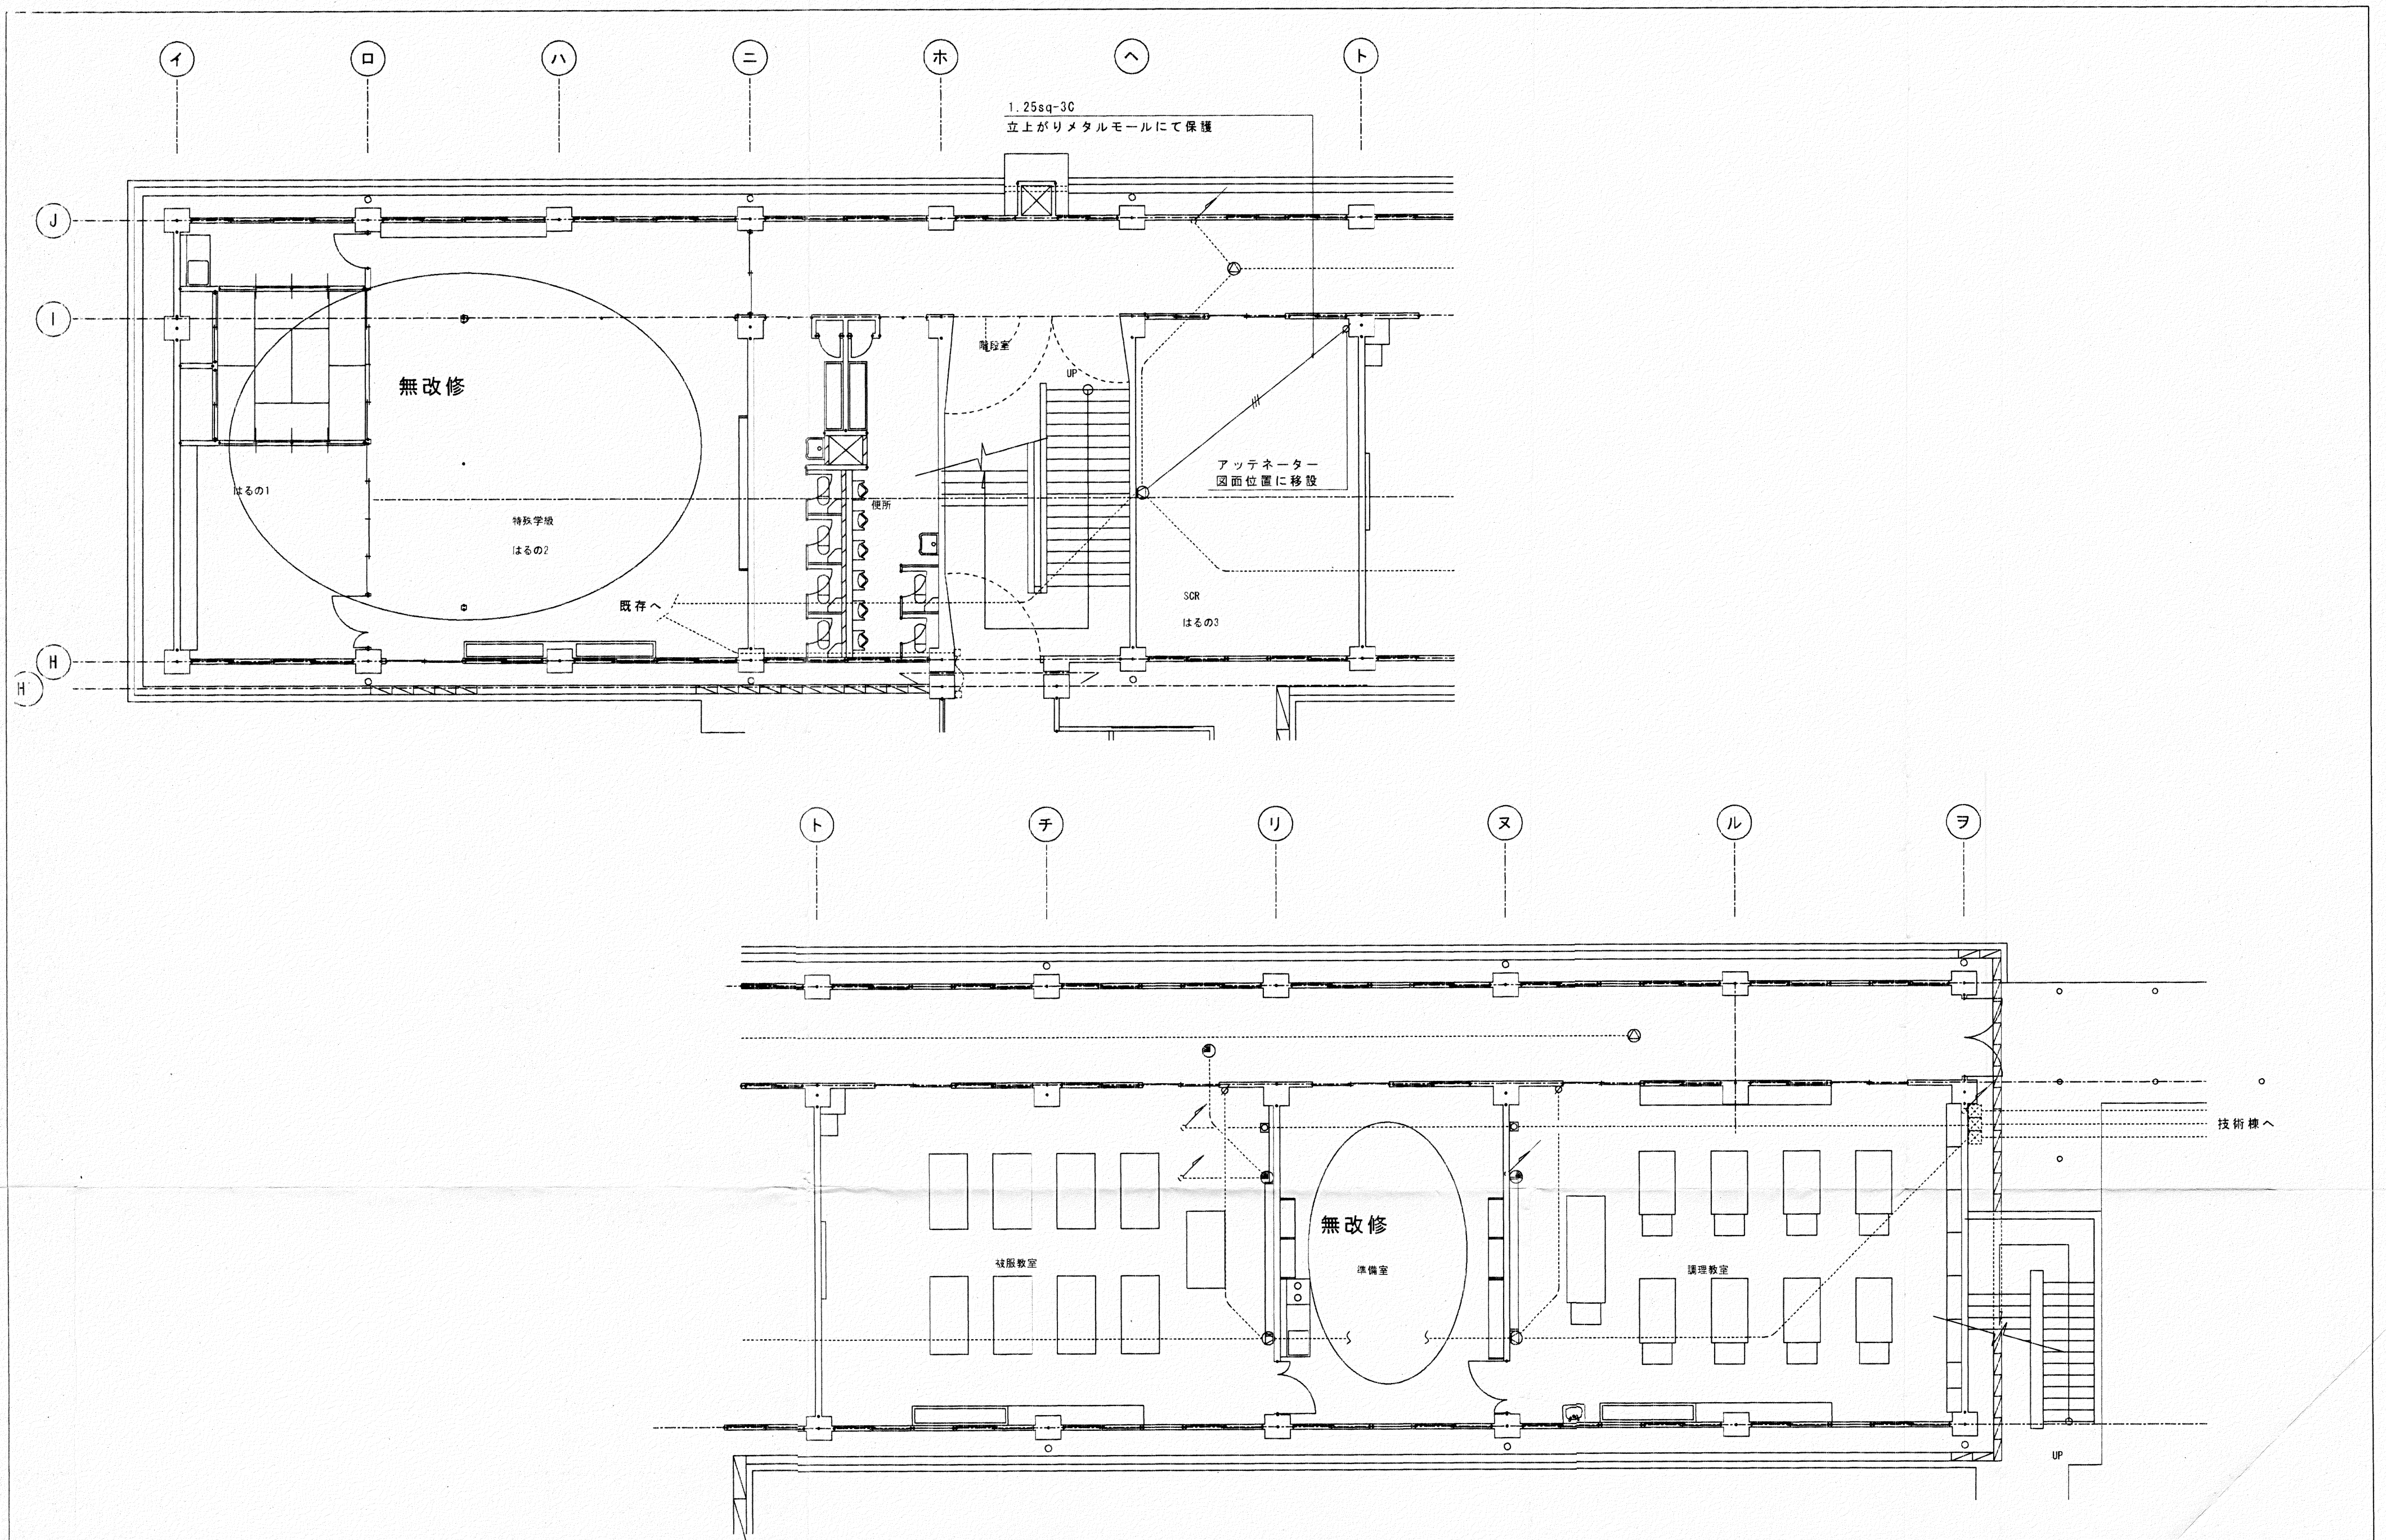 イ ロ ハ ニ ホ ヘ ト
1.25sq-3C
立上がりメタルモールにて保護
J
I
階段室
UP
無改修
アッテネーター
図面位置に移設
はるの1
便所
特殊学級
はるの2
既存へ
SCR
はるの3
H
H'
ト チ リ ヌ ル ヲ
技術棟へ
無改修
被服教室
準備室
調理教室
UP